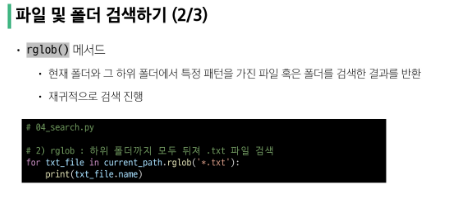 파일 및 폴더 검색하기 (2/3)
• rglob() 메서드
• 현재 폴더와 그 하위 폴더에서 특정 패턴을 가진 파일 혹은 폴더를 검색한 결과를 반환
• 재귀적으로 검색 진행
# 04_search.py
# 2) rglob : 하위 폴더까지 모두 뒤져 .txt 파일 검색
for txt_file in current_path.rglob('*.txt'):
    print(txt_file.name)